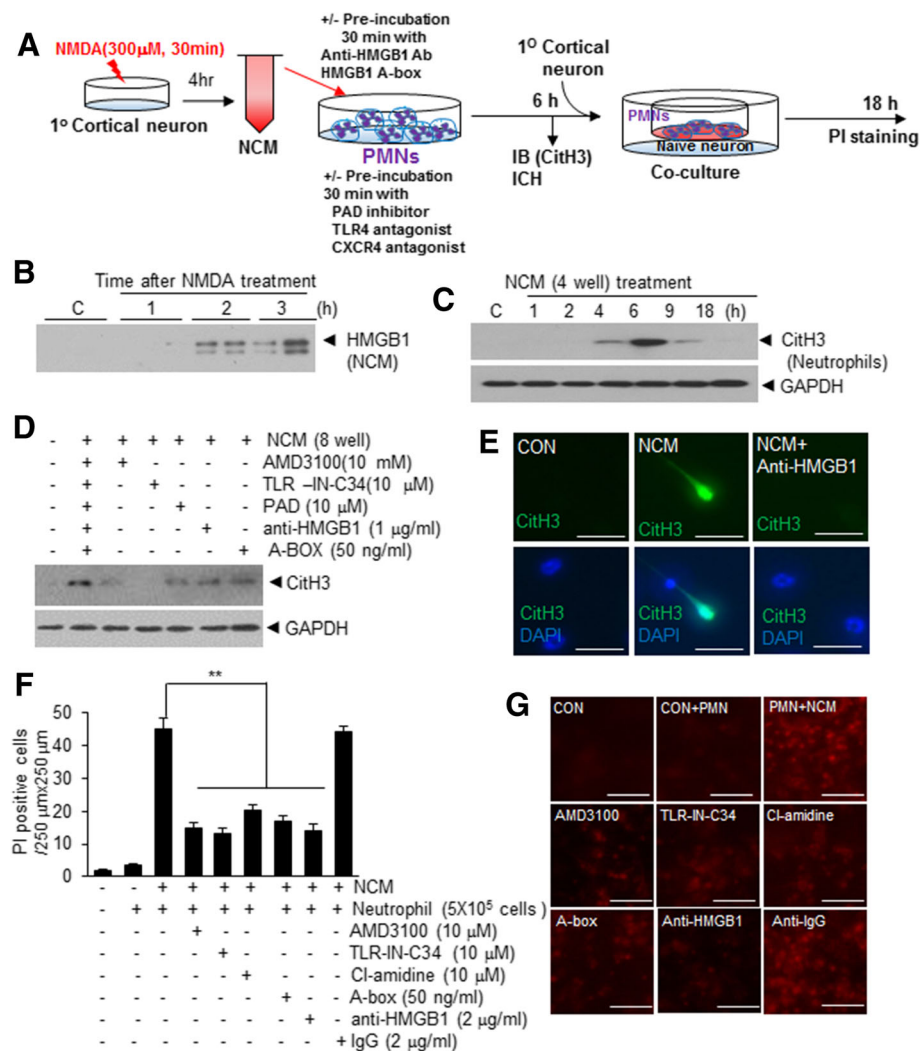 A
NMDA(300µM, 30min)
1º Cortical neuron
4hr
NCM
+/- Pre-incubation
30 min with
Anti-HMGB1 Ab
HMGB1 A-box
PMNs
+/- Pre-incubation
30 min with
PAD inhibitor
TLR4 antagonist
CXCR4 antagonist
6 h
1º Cortical
neuron
IB (CitH3)
ICH
PMNs
Naive neuron
Co-culture
18 h
PI staining
B
Time after NMDA treatment
C 1 2 3 (h)
HMGB1
(NCM)
C
NCM (4 well) treatment
C 1 2 4 6 9 18 (h)
CitH3
(Neutrophils)
GAPDH
D
- + + + + + + NCM (8 well)
- + + - - - - AMD3100(10 mM)
- + - + - - - TLR –IN-C34(10 µM)
- + - - + - - PAD (10 µM)
- + - - - + - anti-HMGB1 (1 µg/ml)
- + - - - - + A-BOX (50 ng/ml)
CitH3
GAPDH
E
CON
CitH3
NCM
CitH3
NCM+
Anti-HMGB1
CitH3
CitH3
DAPI
CitH3
DAPI
CitH3
DAPI
F
**
PI positive cells
/250 µmx250 µm
50
40
30
20
10
0
- - + + + + + + + NCM
- + + + + + + + + Neutrophil (5X10⁵ cells )
- - - + - - - - - AMD3100 (10 µM)
- - - - + - - - - TLR-IN-C34 (10 µM)
- - - - - + - - - Cl-amidine (10 µM)
- - - - - - + - - A-box (50 ng/ml)
- - - - - - - + - anti-HMGB1 (2 µg/ml)
- - - - - - - - + IgG (2 µg/ml)
G
CON
CON+PMN
PMN+NCM
AMD3100
TLR-IN-C34
Cl-amidine
A-box
Anti-HMGB1
Anti-IgG